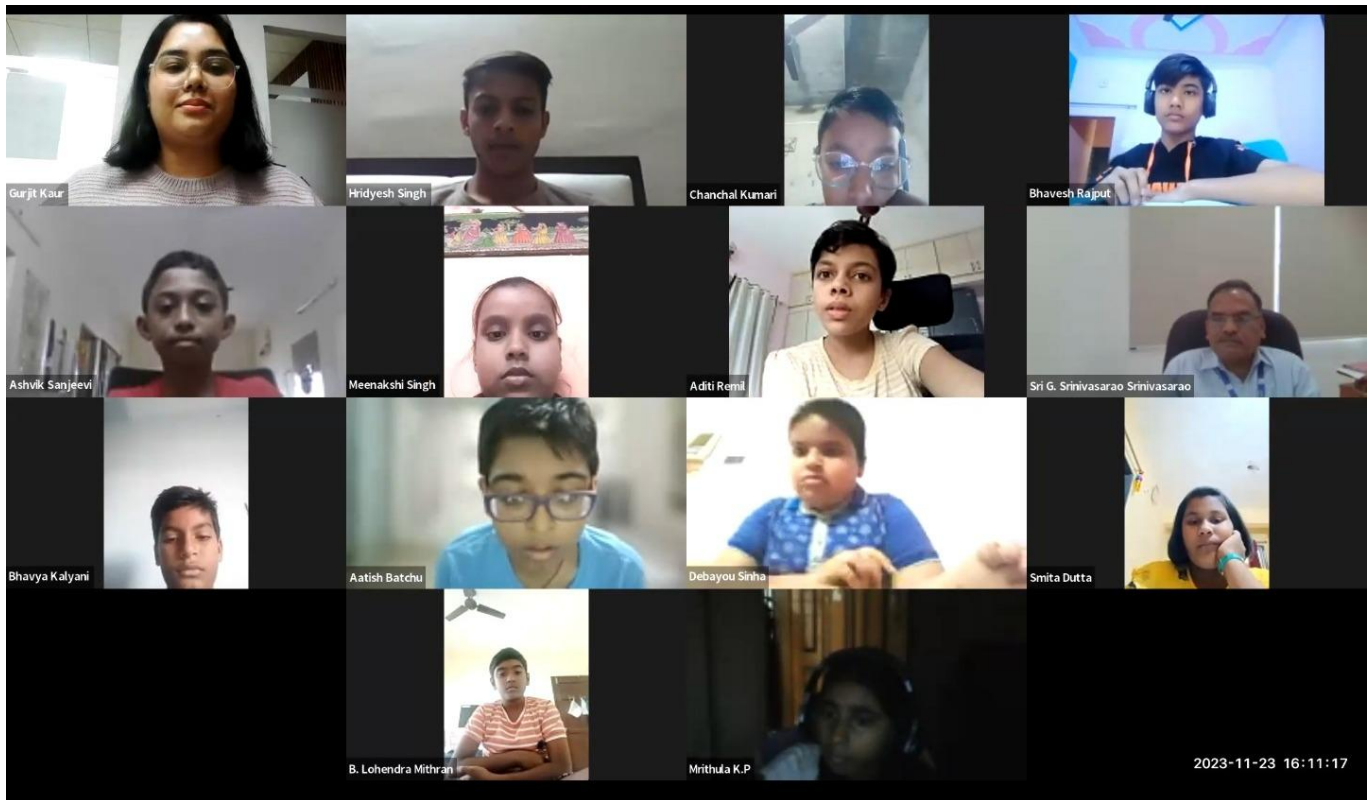 Gurjit Kaur
Hridyesh Singh
Chanchal Kumari
Bhavesh Rajput
Ashvik Sanjeevi
Meenakshi Singh
Aditi Remil
Sri G. Srinivasarao Srinivasarao
Bhavya Kalyani
Aatish Batchu
Debayou Sinha
Smita Dutta
B. Lohendra Mithran
Mrithula K.P
2023-11-23 16:11:17